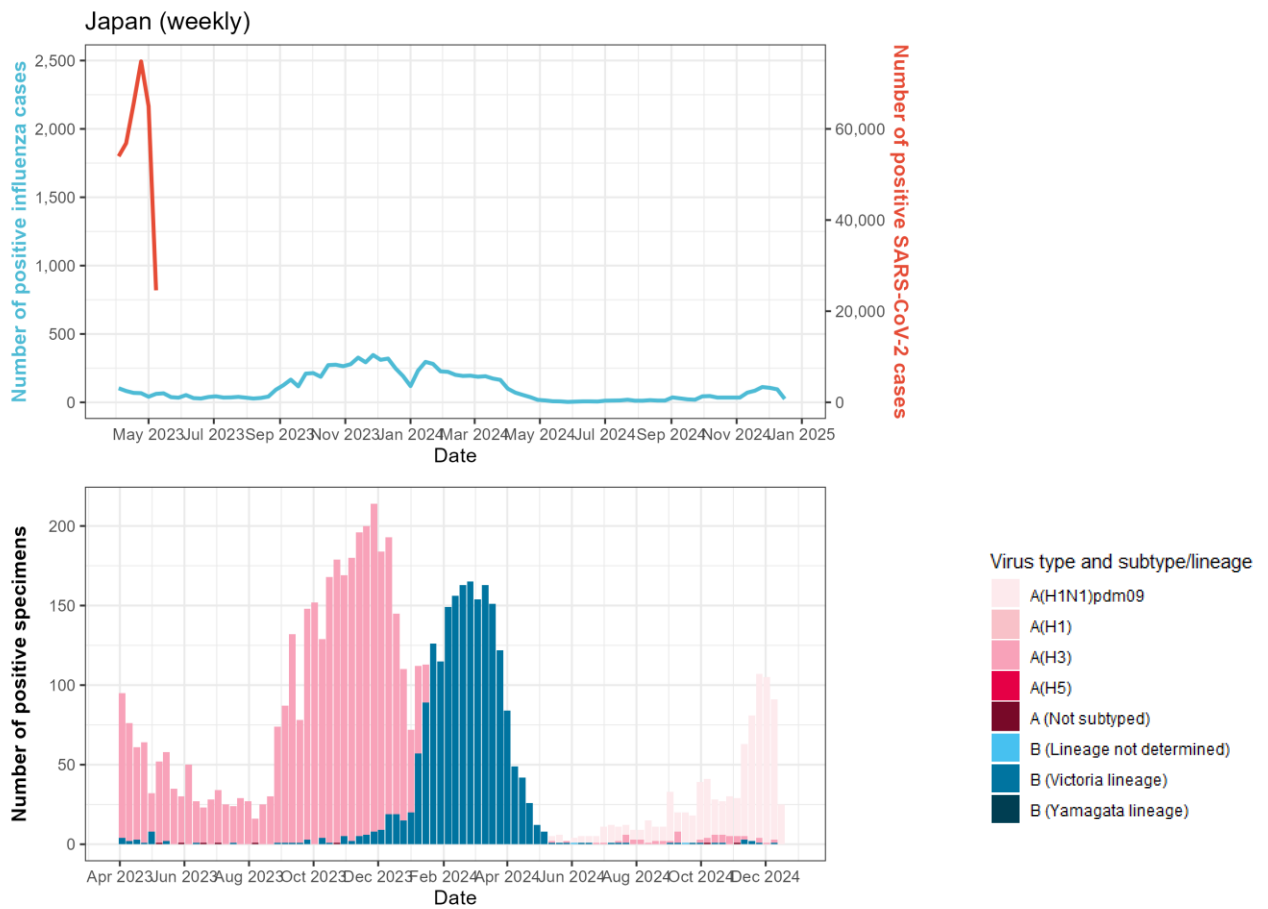 Japan (weekly)
Number of positive influenza cases
2,500
2,000
1,500
1,000
500
0
Number of positive SARS-CoV-2 cases
60,000
40,000
20,000
0
May 2023 Jul 2023 Sep 2023 Nov 2023 Jan 2024 Mar 2024 May 2024 Jul 2024 Sep 2024 Nov 2024 Jan 2025
Date
Number of positive specimens
200
150
100
50
0
Apr 2023 Jun 2023 Aug 2023 Oct 2023 Dec 2023 Feb 2024 Apr 2024 Jun 2024 Aug 2024 Oct 2024 Dec 2024
Date
Virus type and subtype/lineage
A(H1N1)pdm09
A(H1)
A(H3)
A(H5)
A (Not subtyped)
B (Lineage not determined)
B (Victoria lineage)
B (Yamagata lineage)